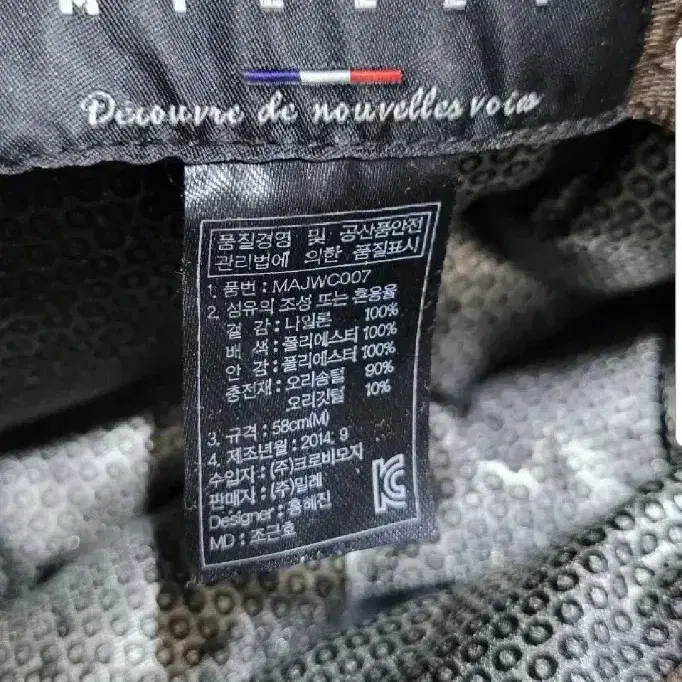 MILLET
Découvre de nouvelles voies
품질경영 및 공산품안전
관리법에 의한 품질표시
1. 품번 : MAJWC007
2. 섬유의 조성 또는 혼용율
겉 감 : 나일론 100%
배 색 : 폴리에스터 100%
안 감 : 폴리에스터 100%
충전재 : 오리솜털 90%
오리깃털 10%
3. 규격 : 58cm(M)
4. 제조년월 : 2014. 9
수입자 : (주)크로비모자
판매자 : (주)밀레
Designer : 홍혜진
MD : 조근호